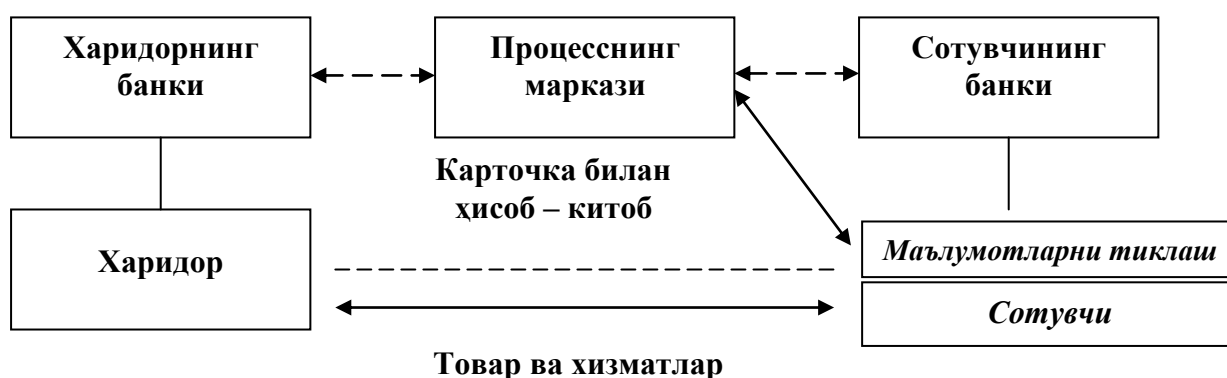 Харидорнинг
банки
Процесснинг
маркази
Сотувчининг
банки
Карточка билан
ҳисоб – китоб
Харидор
Маълумотларни тиклаш
Сотувчи
Товар ва хизматлар